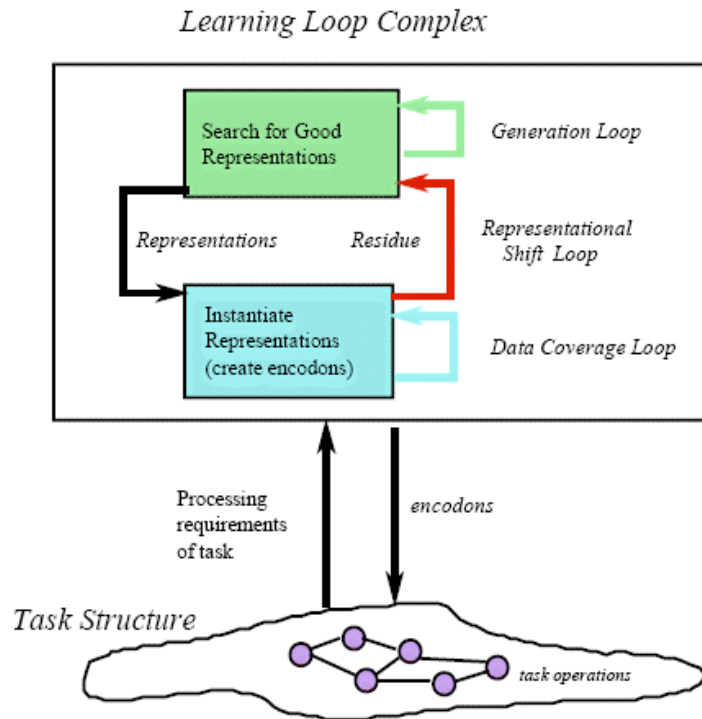 Learning Loop Complex
Search for Good
Representations
Generation Loop
Representations
Residue
Representational
Shift Loop
Instantiate
Representations
(create encodons)
Data Coverage Loop
Processing
requirements
of task
encodons
Task Structure
task operations